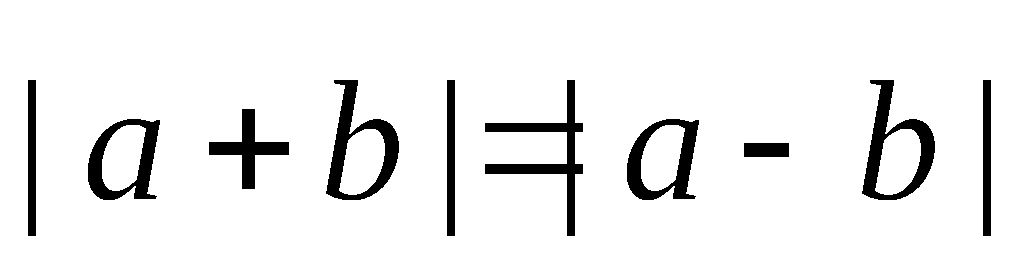 | a + b | = | a - b |